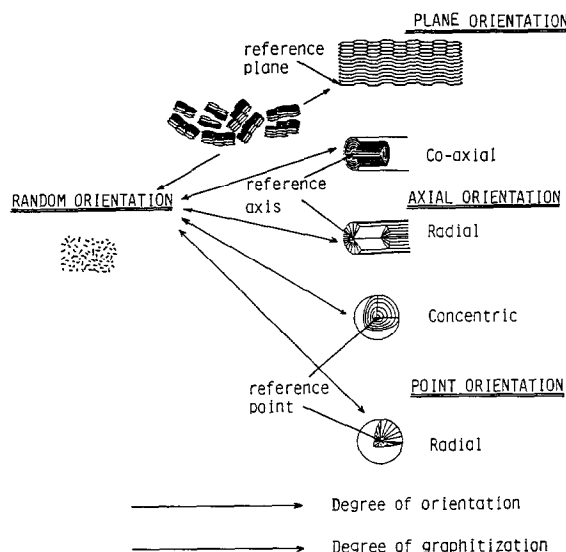 PLANE ORIENTATION
reference
plane
Co-axial
RANDOM ORIENTATION
reference
axis
AXIAL ORIENTATION
Radial
Concentric
reference
point
POINT ORIENTATION
Radial
Degree of orientation
Degree of graphitization